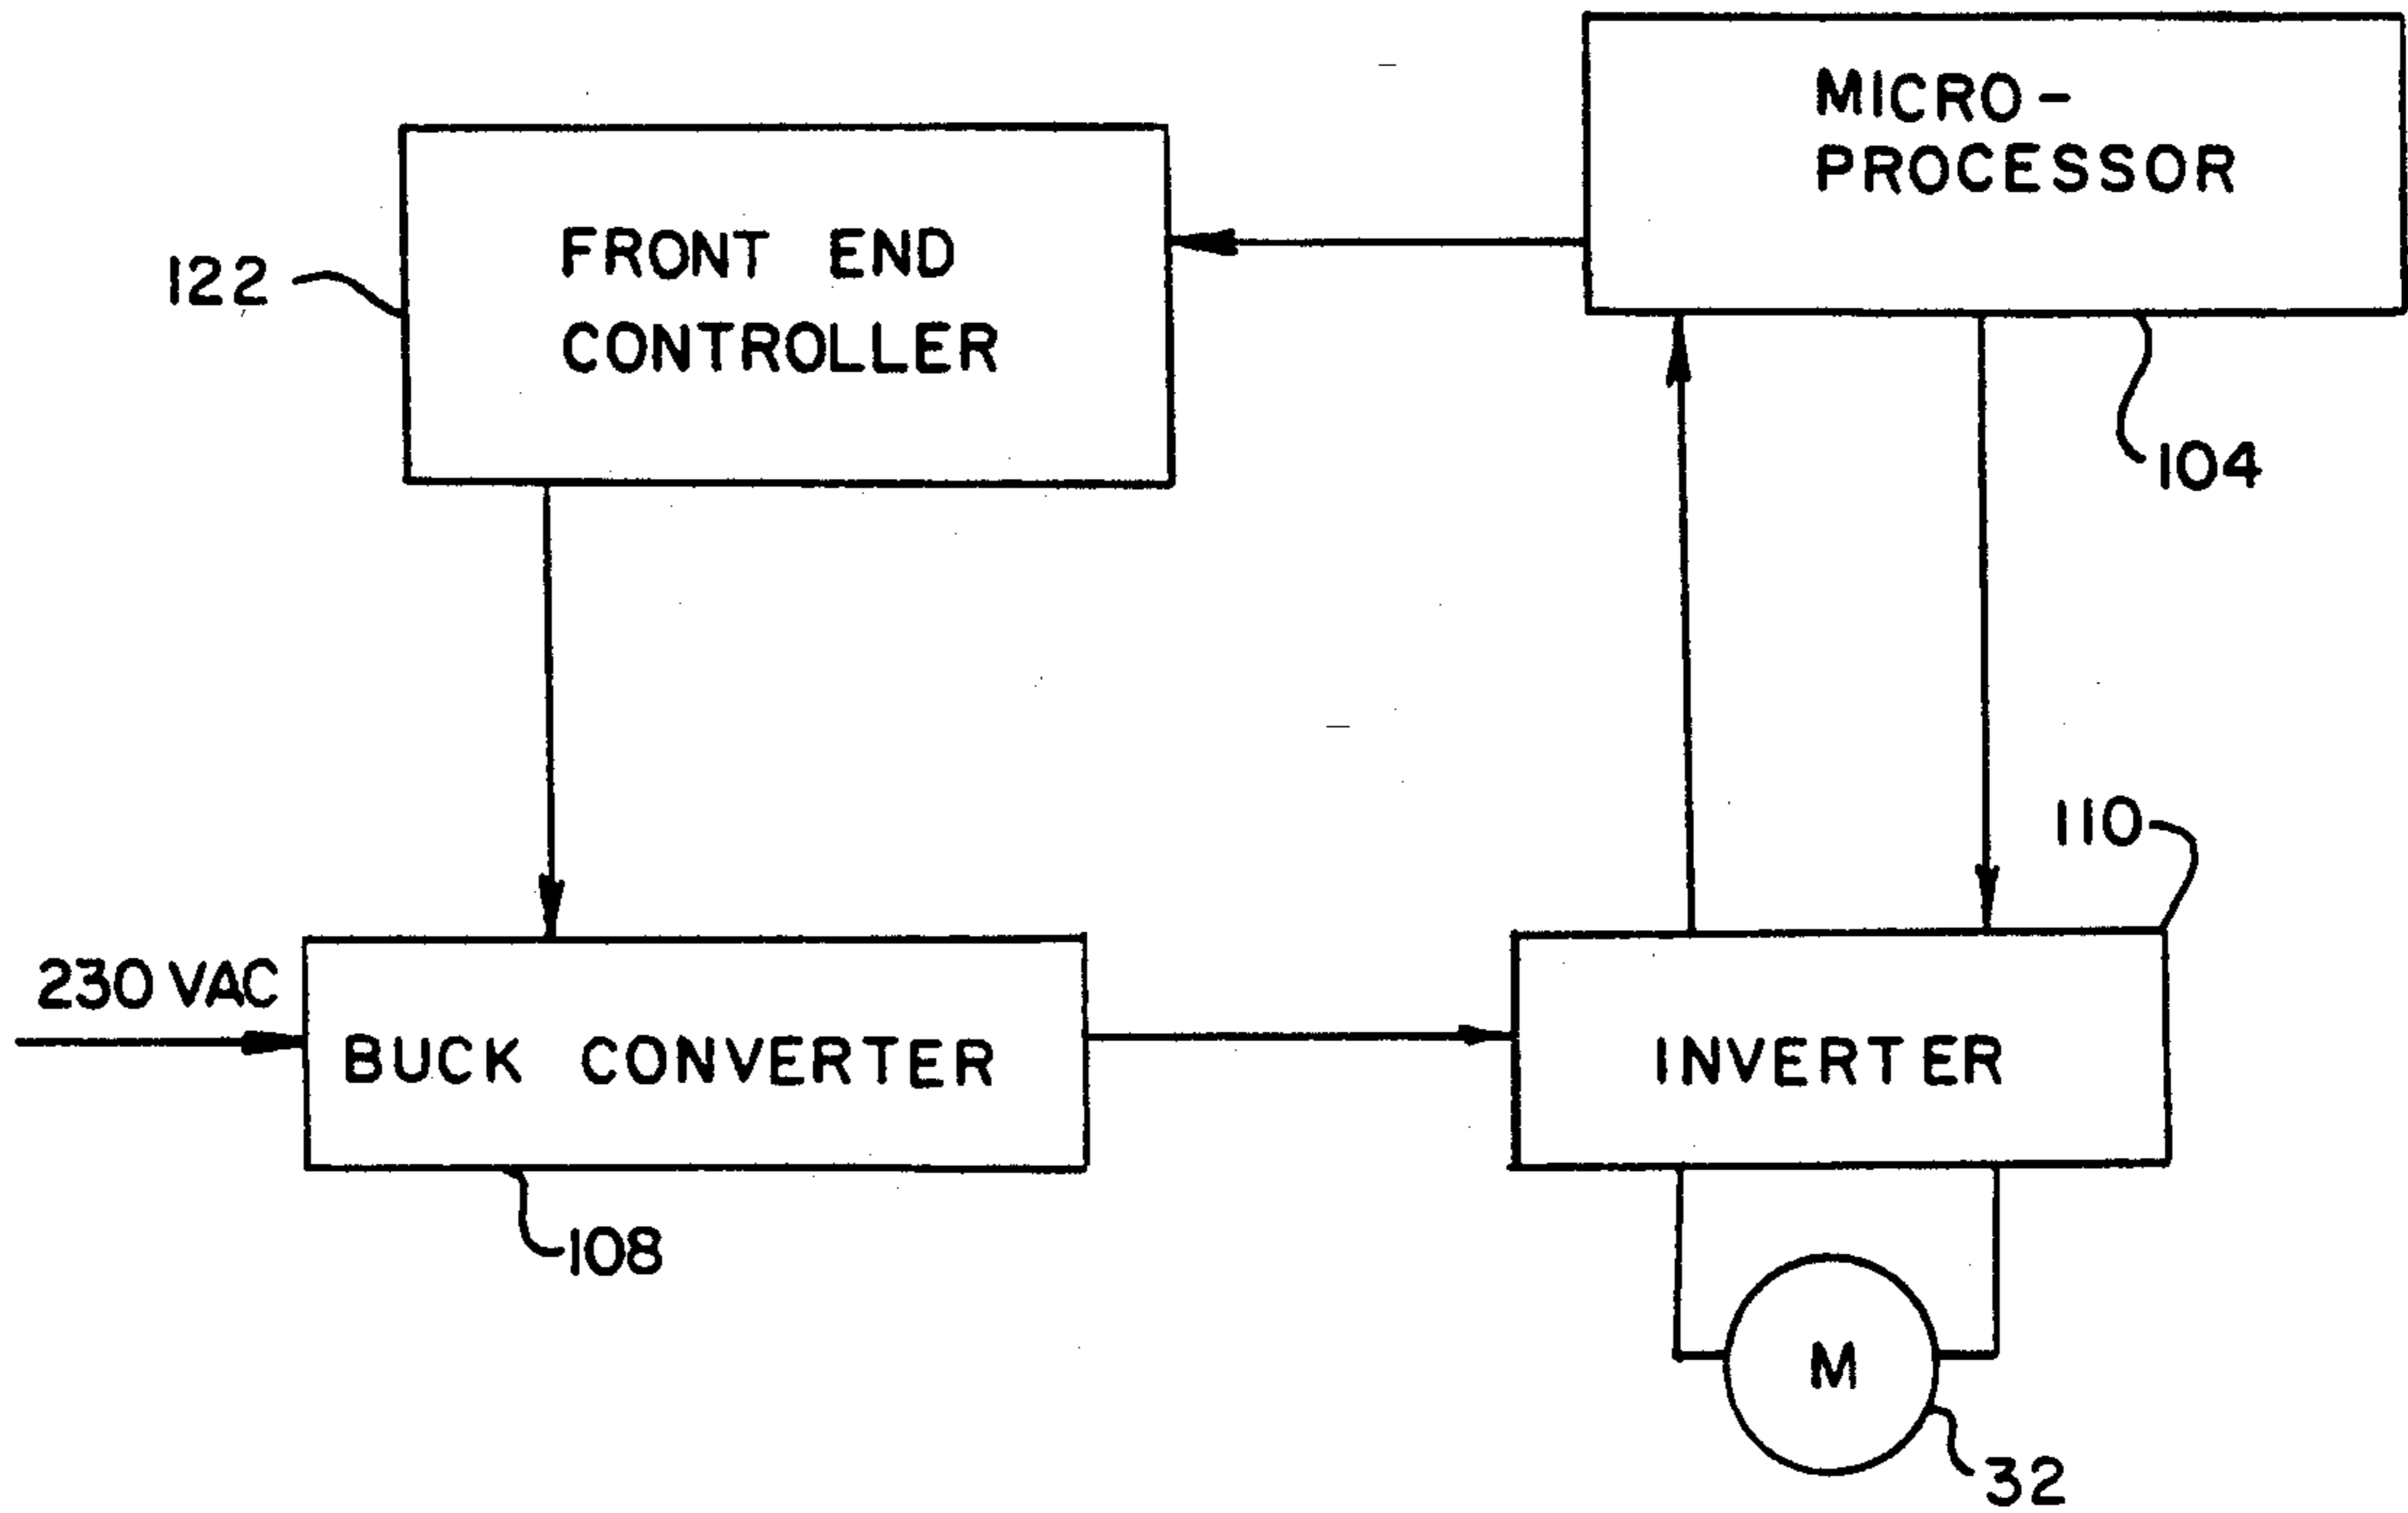 MICRO-
PROCESSOR
FRONT END
CONTROLLER
122
104
110
230 VAC
BUCK CONVERTER
INVERTER
108
M
32